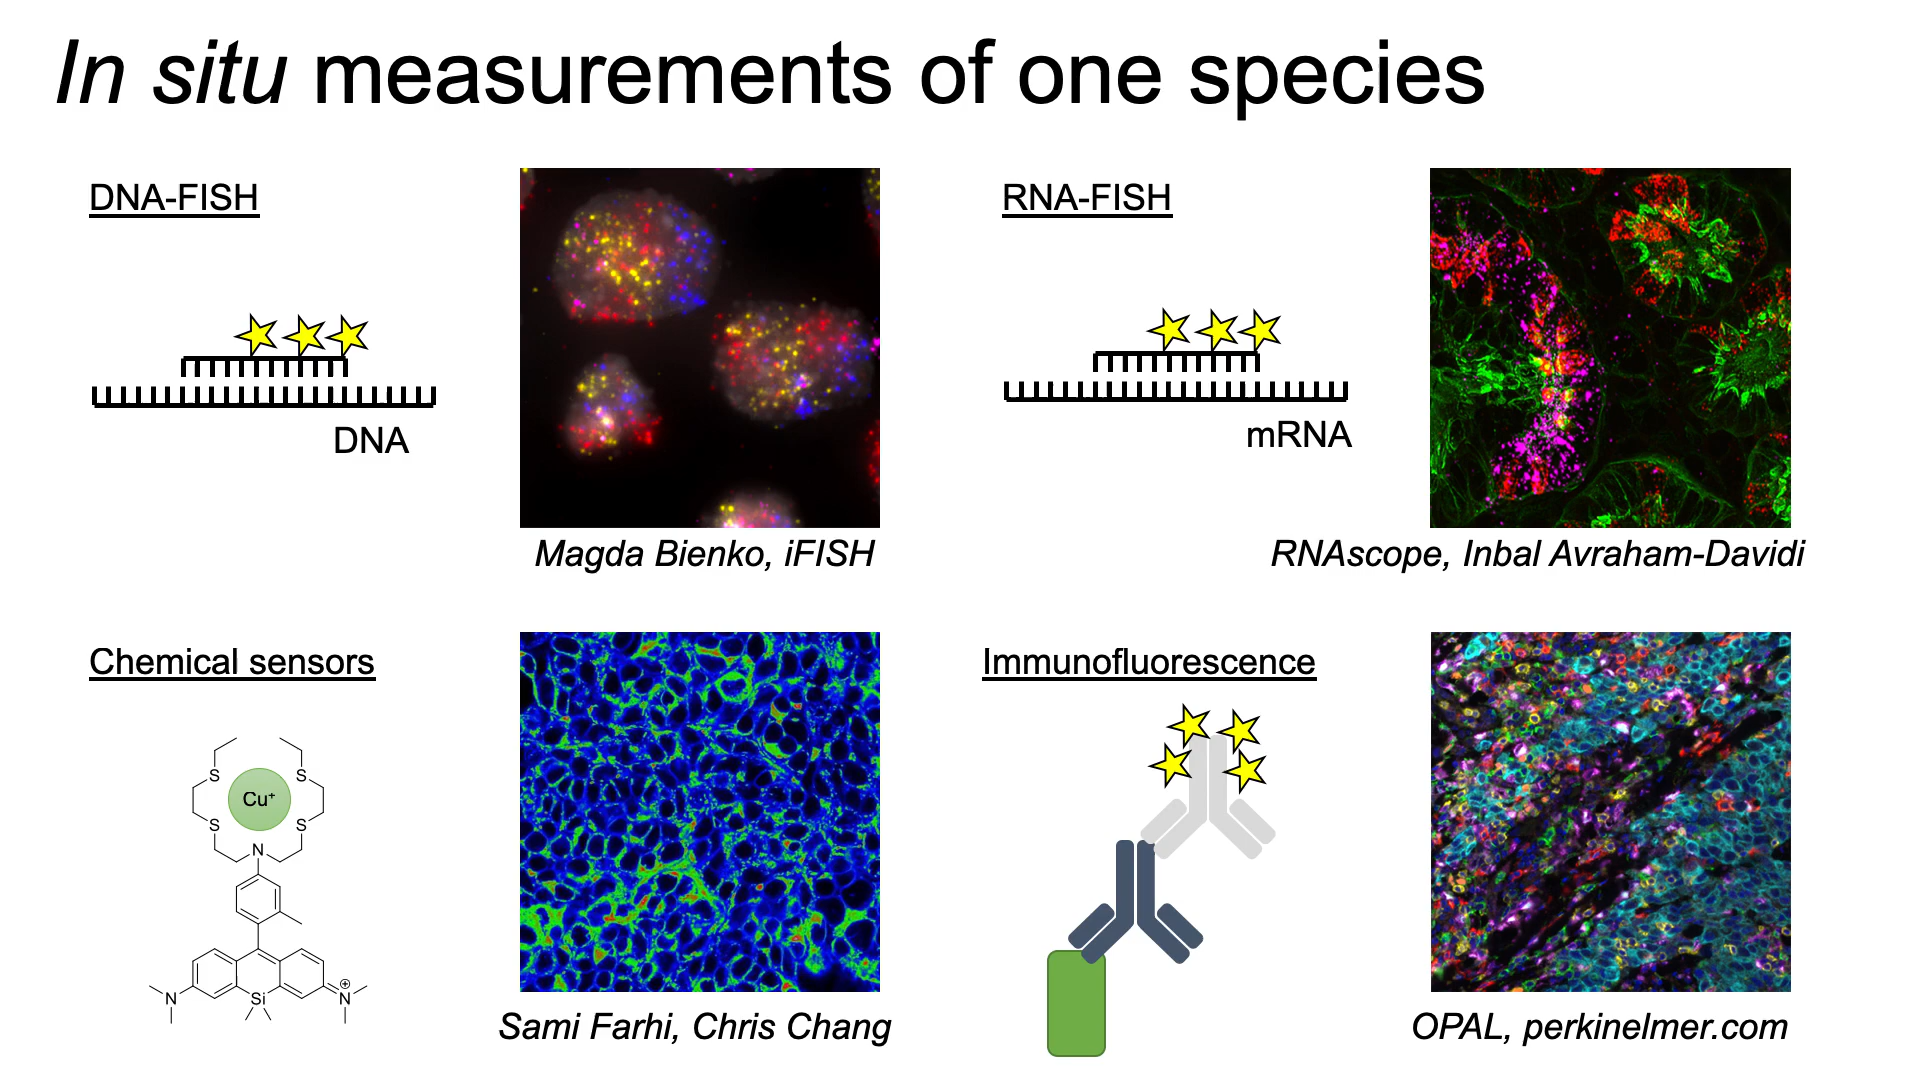 In situ measurements of one species
DNA-FISH
DNA
Magda Bienko, iFISH
RNA-FISH
mRNA
RNAscope, Inbal Avraham-Davidi
Chemical sensors
S
S
Cu⁺
S
S
N
N
Si
N
⊕
Sami Farhi, Chris Chang
Immunofluorescence
OPAL, perkinelmer.com